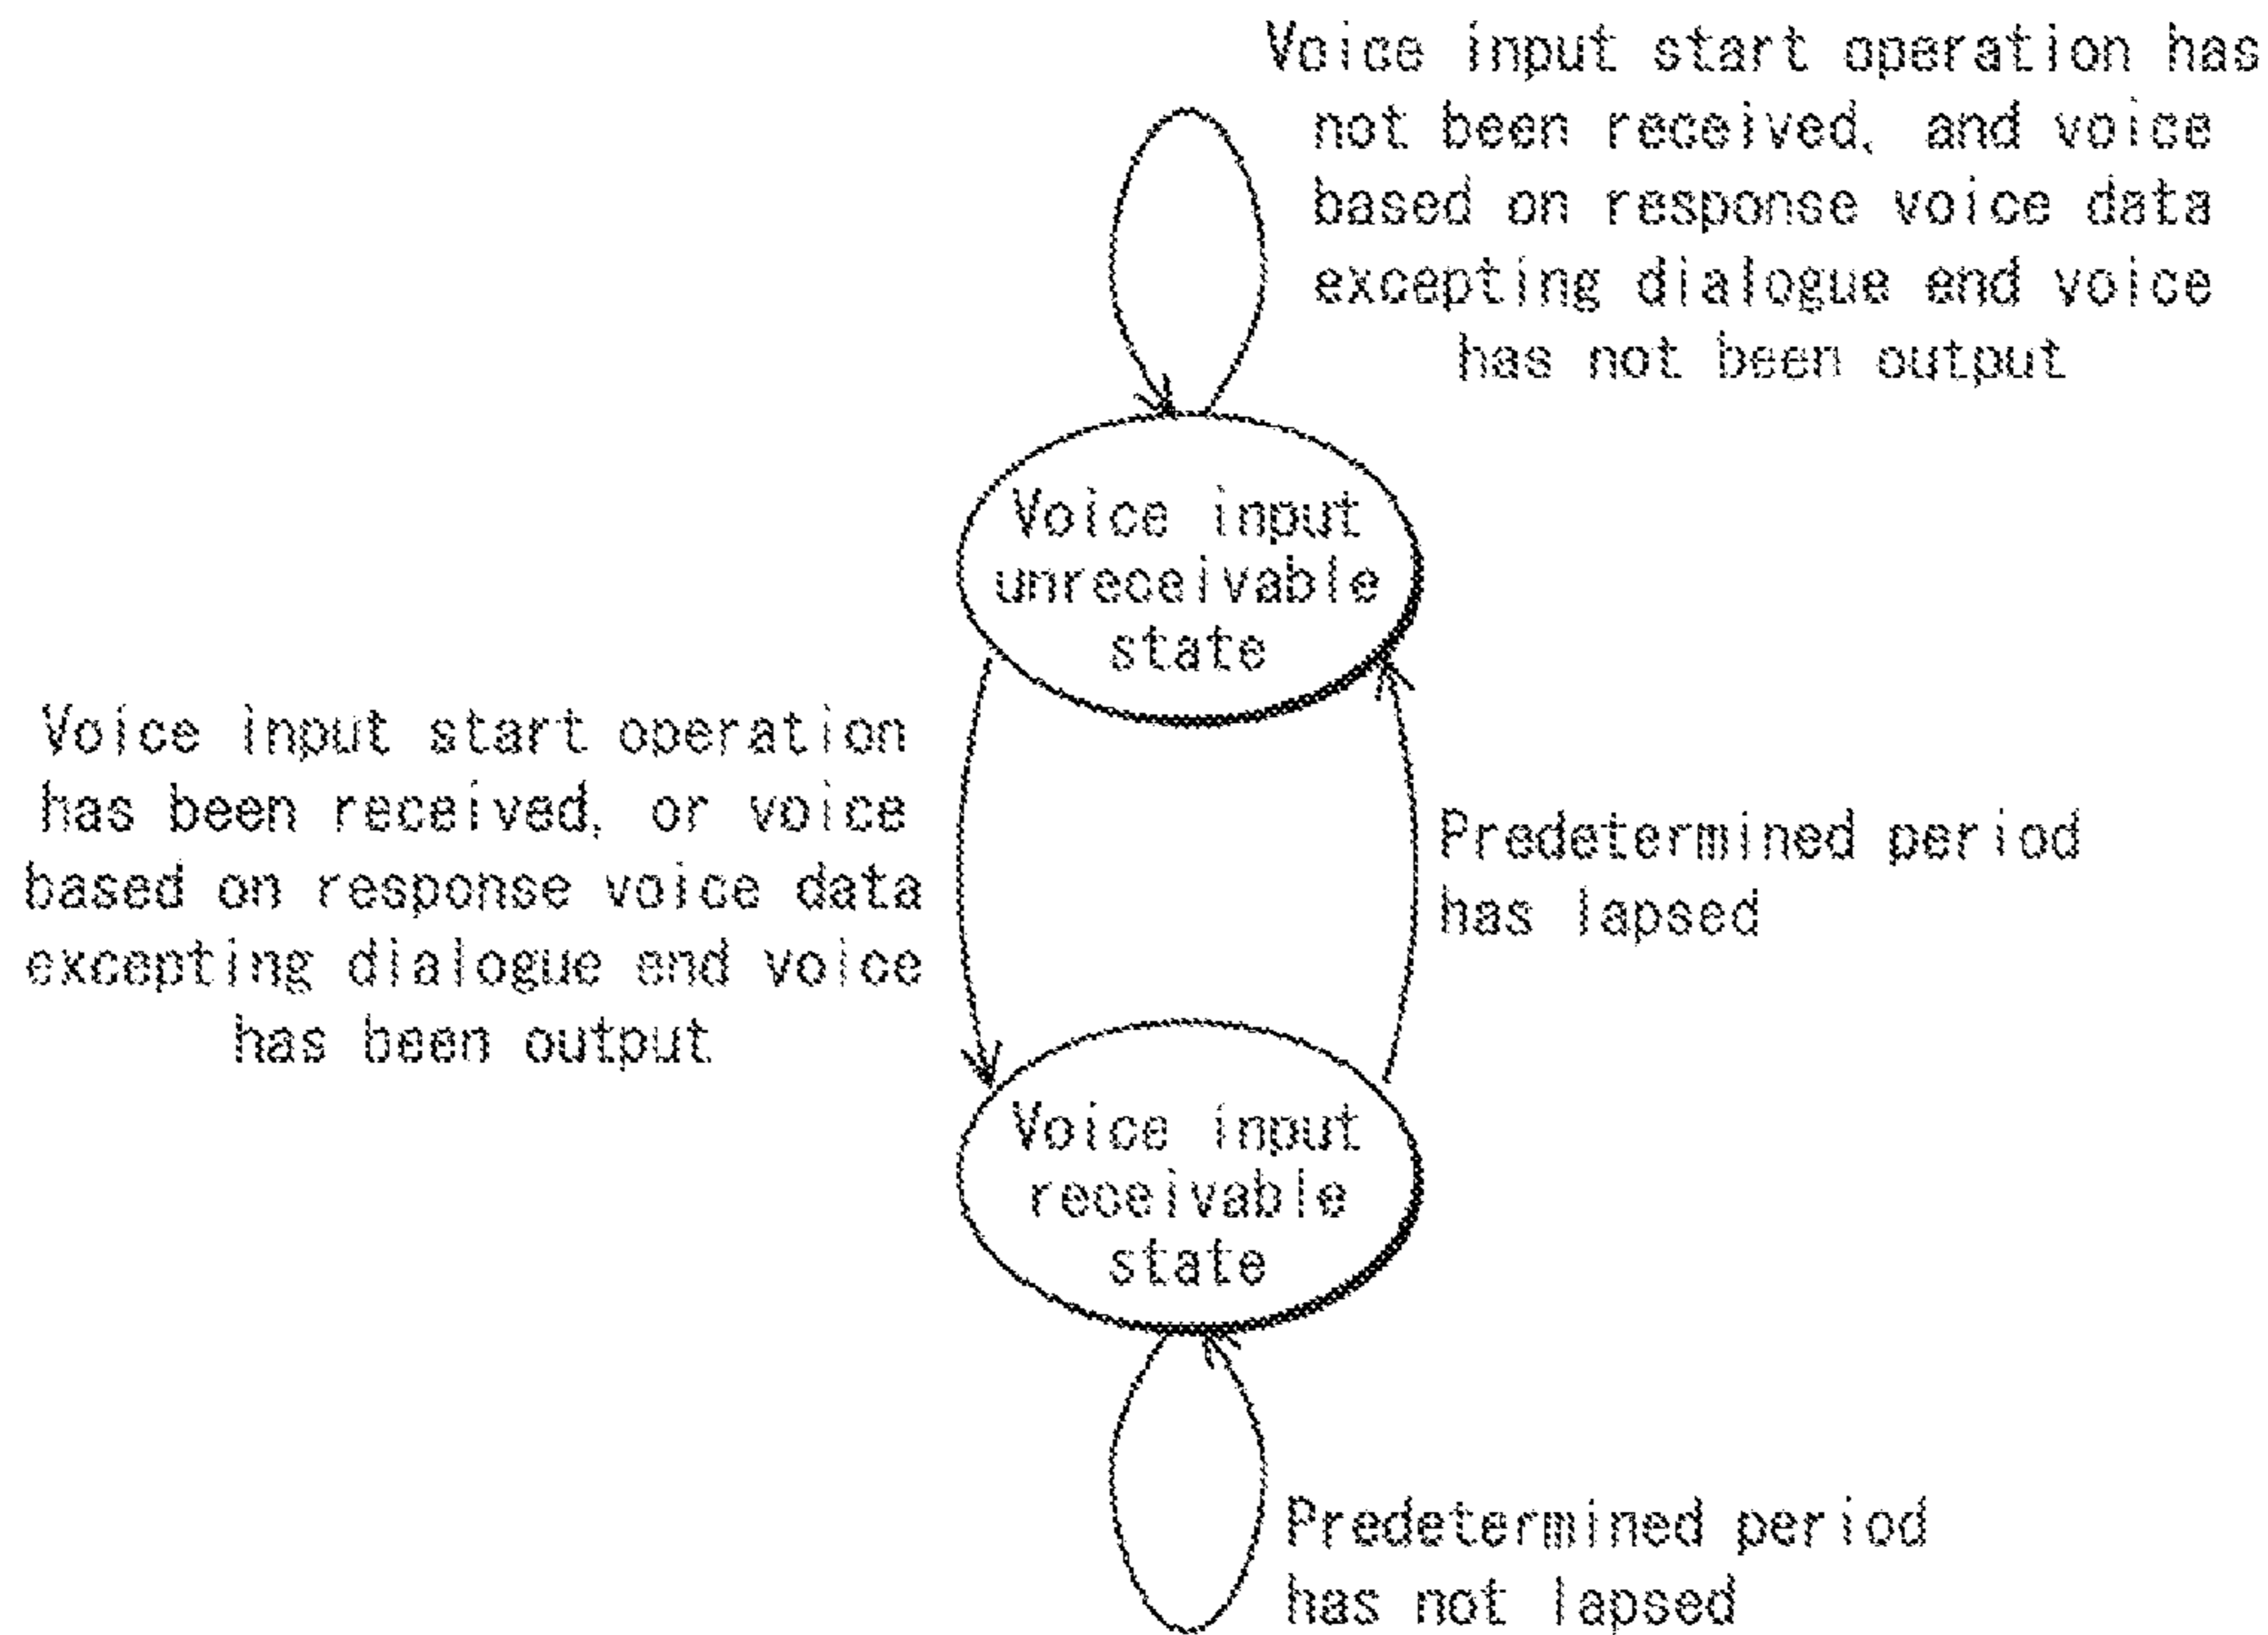 Voice input start operation has
not been received, and voice
based on response voice data
excepting dialogue end voice
has not been output
Voice input
unreceivable
state
Voice input start operation
has been received, or voice
based on response voice data
excepting dialogue end voice
has been output
Predetermined period
has lapsed
Voice input
receivable
state
Predetermined period
has not lapsed